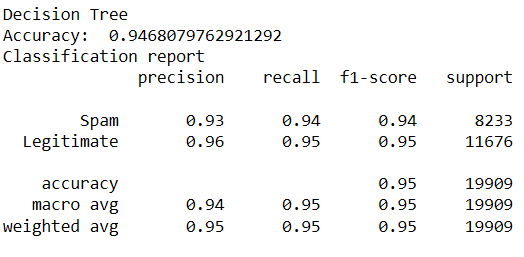 Decision Tree
Accuracy:  0.9468079762921292
Classification report
              precision    recall  f1-score   support

        Spam       0.93      0.94      0.94      8233
  Legitimate       0.96      0.95      0.95     11676

    accuracy                           0.95     19909
   macro avg       0.94      0.95      0.95     19909
weighted avg       0.95      0.95      0.95     19909